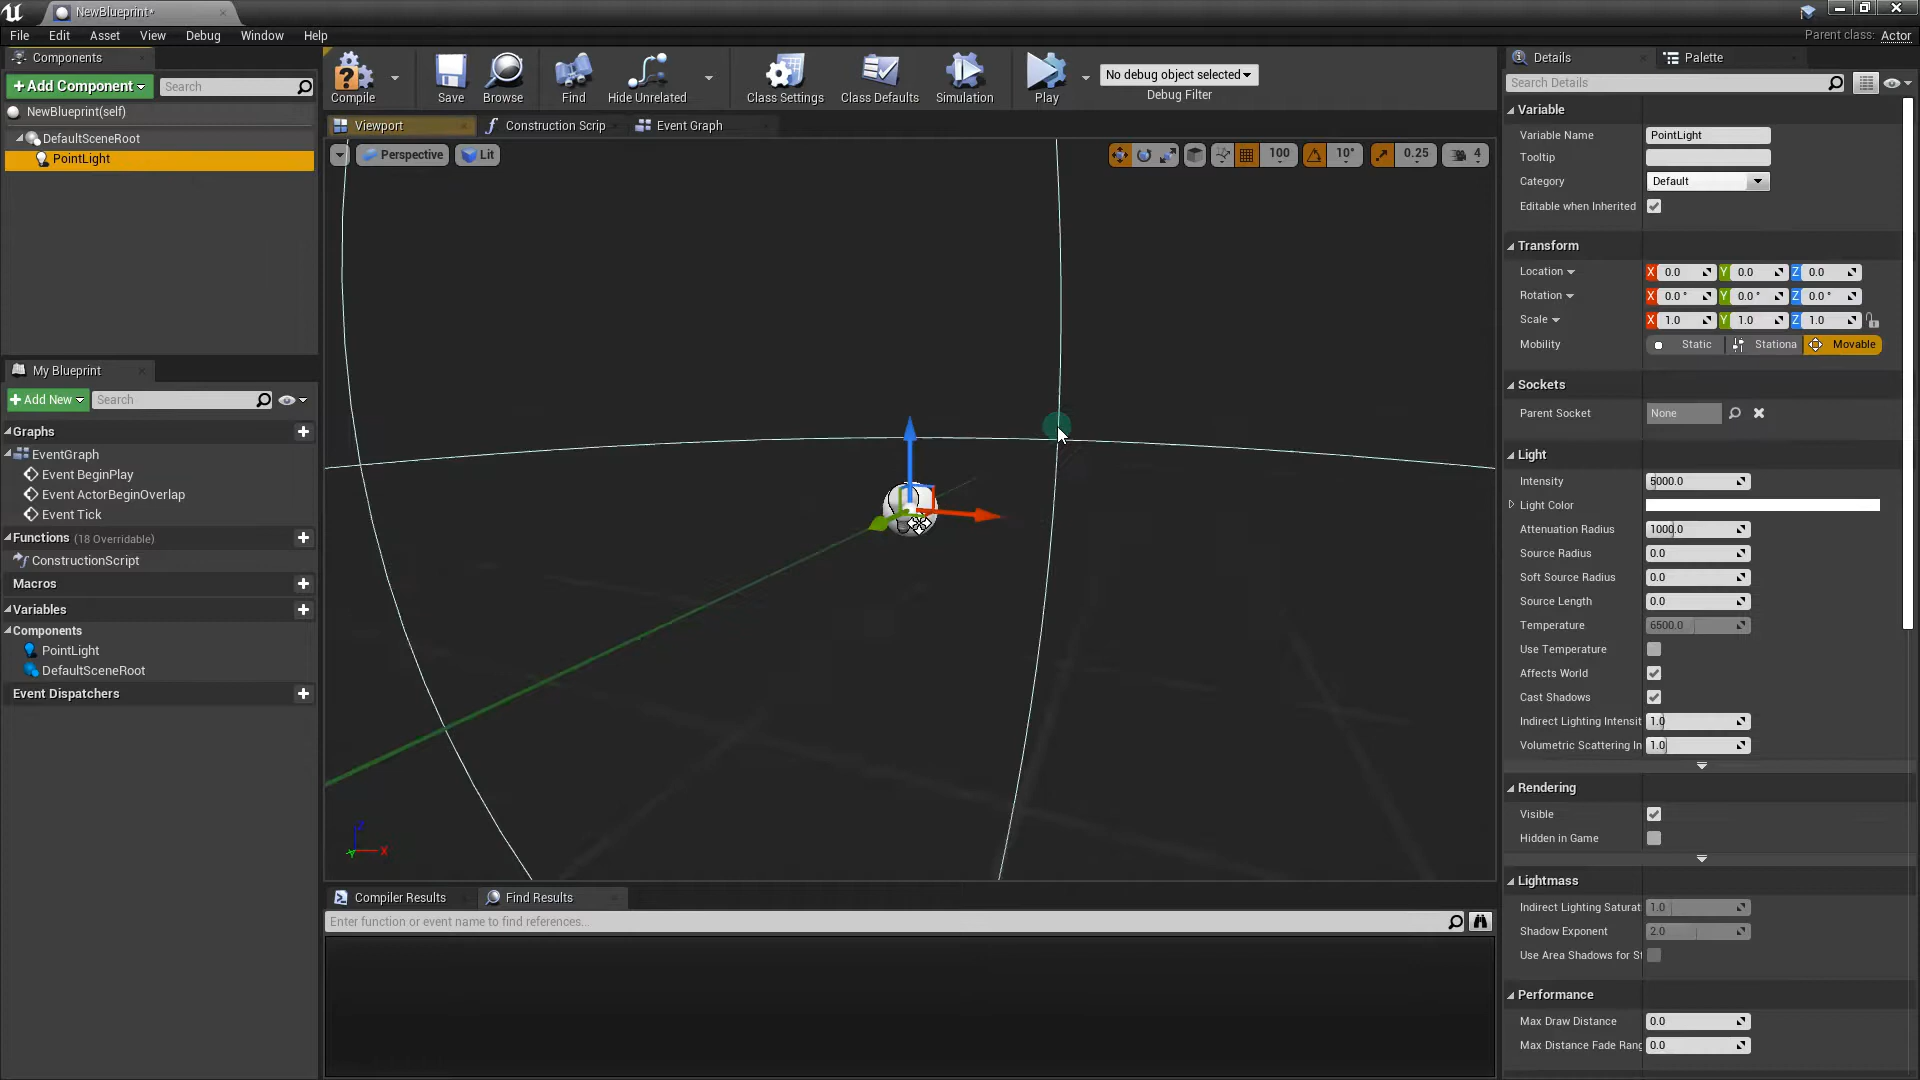 NewBlueprint*
File Edit Asset View Debug Window Help
Parent class: Actor
Components
+Add Component
Search
NewBlueprint(self)
DefaultSceneRoot
PointLight
My Blueprint
+Add New
Search
Graphs
EventGraph
Event BeginPlay
Event ActorBeginOverlap
Event Tick
Functions (18 Overridable)
ConstructionScript
Macros
Variables
Components
PointLight
DefaultSceneRoot
Event Dispatchers
Compile
Save
Browse
Find
Hide Unrelated
Class Settings
Class Defaults
Simulation
Play
No debug object selected
Debug Filter
Viewport
Construction Scrip
Event Graph
Perspective
Lit
100
10°
0.25
4
Z
X
Y
Compiler Results
Find Results
Enter function or event name to find references...
Details
Palette
Search Details
Variable
Variable Name PointLight
Tooltip
Category Default
Editable when Inherited
Transform
Location X 0.0 Y 0.0 Z 0.0
Rotation X 0.0 ° Y 0.0 ° Z 0.0 °
Scale X 1.0 Y 1.0 Z 1.0
Mobility Static Stationa Movable
Sockets
Parent Socket None
Light
Intensity 5000.0
Light Color
Attenuation Radius 1000.0
Source Radius 0.0
Soft Source Radius 0.0
Source Length 0.0
Temperature 6500.0
Use Temperature
Affects World
Cast Shadows
Indirect Lighting Intensit 1.0
Volumetric Scattering In 1.0
Rendering
Visible
Hidden in Game
Lightmass
Indirect Lighting Saturat 1.0
Shadow Exponent 2.0
Use Area Shadows for St
Performance
Max Draw Distance 0.0
Max Distance Fade Rang 0.0